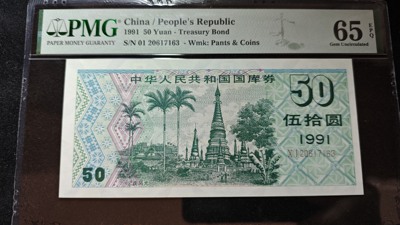 PMG
PAPER MONEY GUARANTY
China / People's Republic
1991 50 Yuan - Treasury Bond
S/N 01 20617163 - Wmk: Pants & Coins
65 EPQ
Gem Uncirculated
中华人民共和国国库券
50
伍拾圆
1991
50